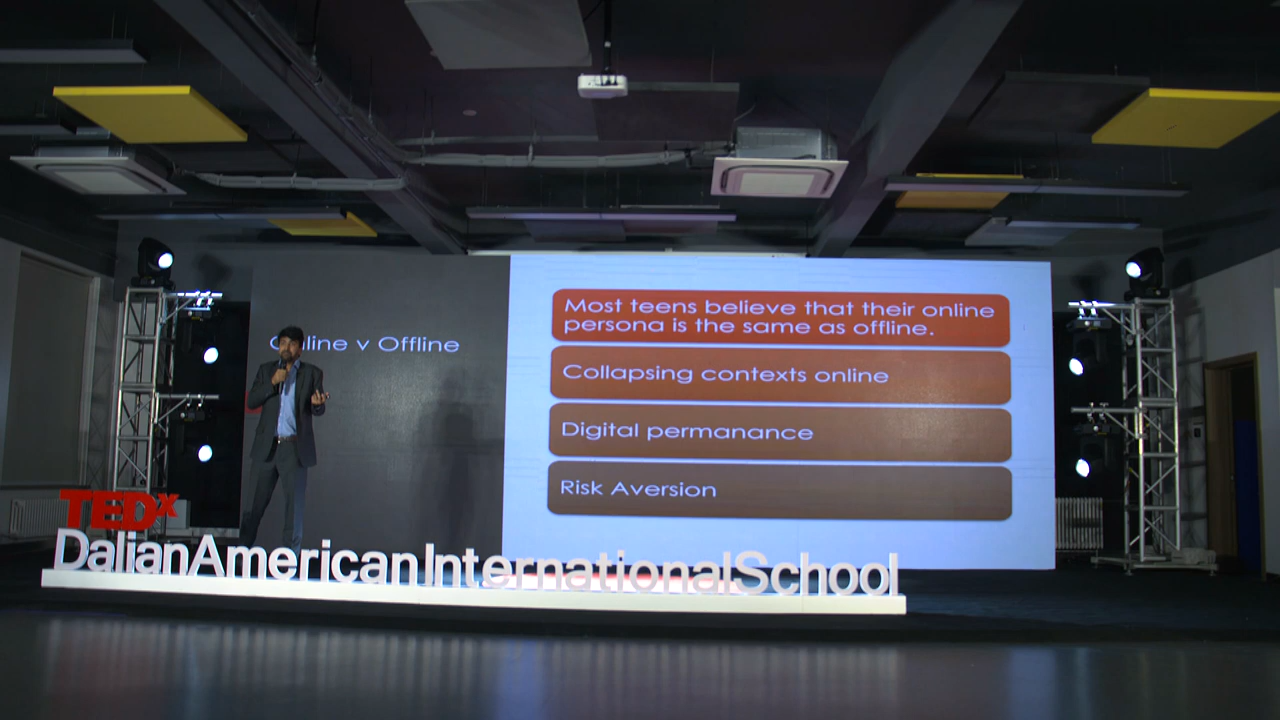 Online v Offline
Most teens believe that their online
persona is the same as offline.
Collapsing contexts online
Digital permanance
Risk Aversion
TEDx
DalianAmericanInternationalSchool